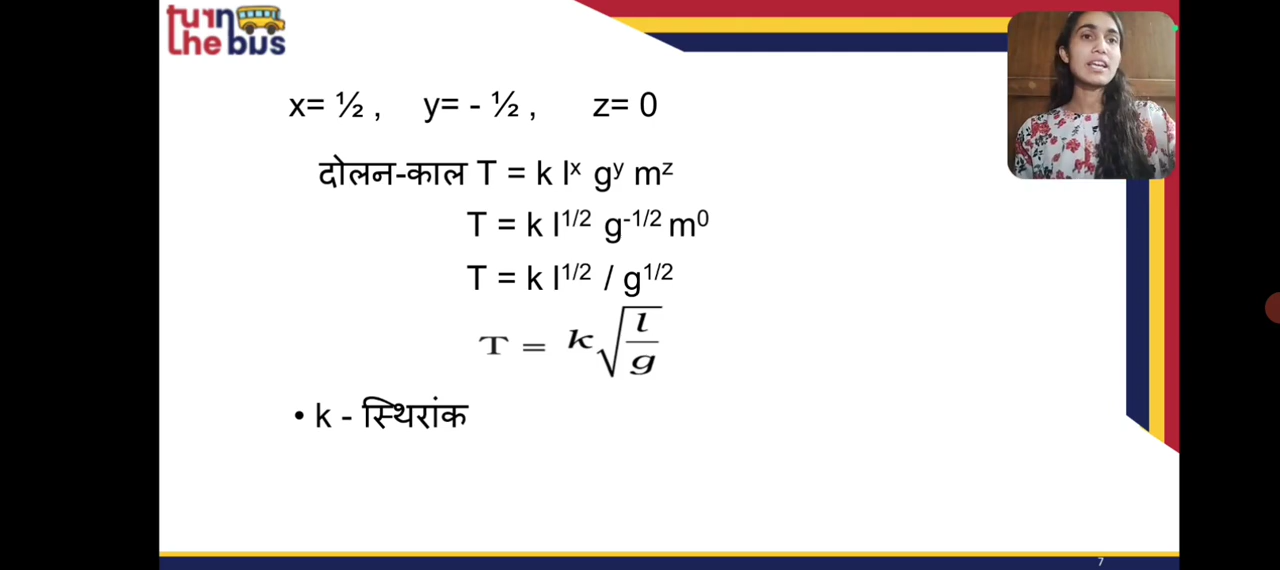 turn
the bus
x= ½ , y= - ½ , z= 0
दोलन-काल T = k lˣ gʸ mᶻ
T = k l^1/2 g^-1/2 m^0
T = k l^1/2 / g^1/2
T = k√(l/g)
• k - स्थिरांक
7